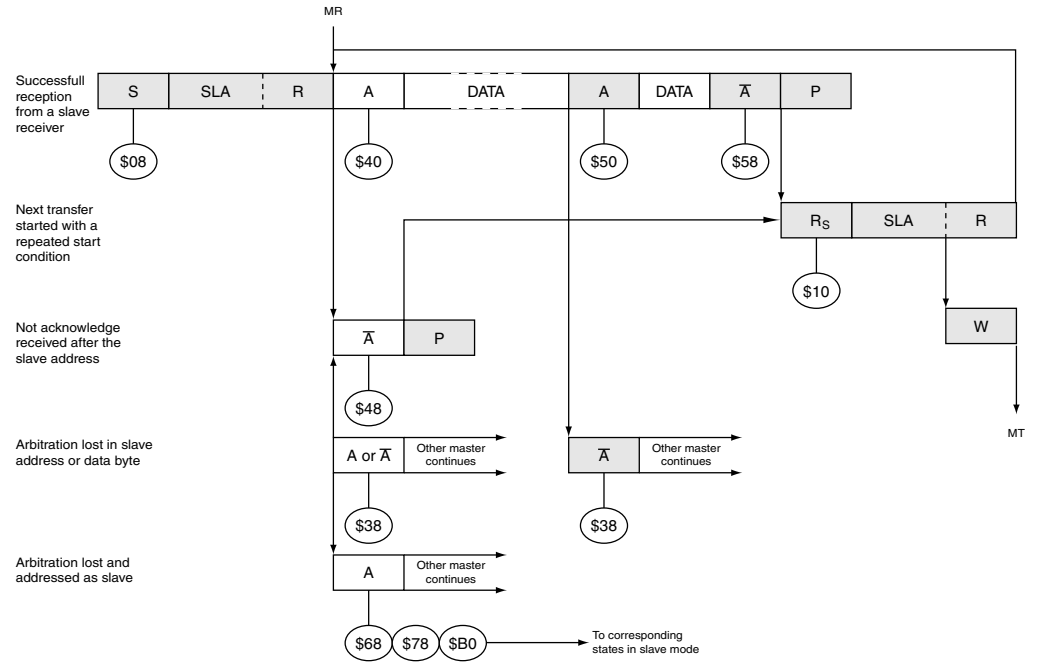 MR
Successfull
reception
from a slave
receiver
S SLA R A DATA A DATA A̅ P
$08 $40 $50 $58
Next transfer
started with a
repeated start
condition
RS SLA R
$10
W
MT
Not acknowledge
received after the
slave address
A̅ P
$48
Arbitration lost in slave
address or data byte
A or A̅ Other master
continues
A̅ Other master
continues
$38 $38
Arbitration lost and
addressed as slave
A Other master
continues
$68 $78 $B0
To corresponding
states in slave mode